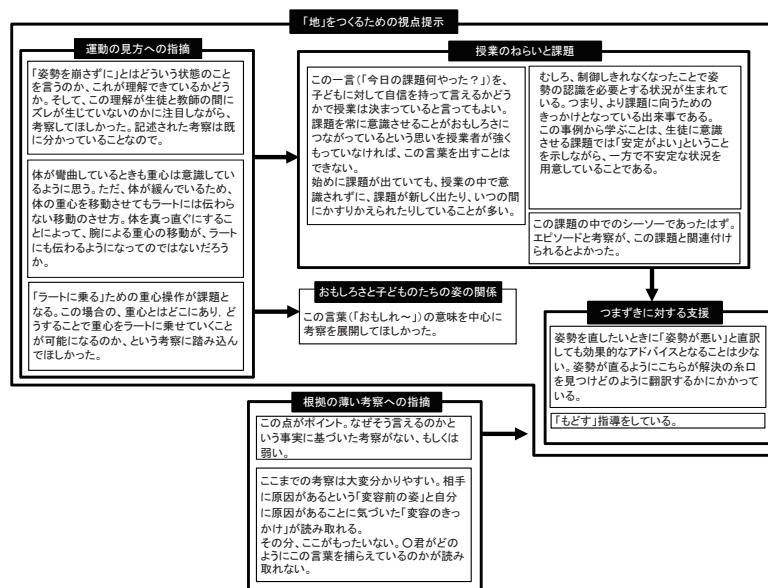 「地」をつくるための視点提示
運動の見方への指摘
「姿勢を崩さずに」とはどういう状態のこと
を言うのか、これが理解できているかどう
か。そして、この理解が生徒と教師の間に
ズレが生じていないのかに注目しながら、
考察してほしかった。記述された考察は既
に分かっていることなので。
体が彎曲しているときも重心は意識して
いるように思う。ただ、体が緩んでいるため、
体の重心を移動させてもラートには伝わら
ない移動のさせ方。体を真っ直ぐにするこ
とによって、腕による重心の移動が、ラート
にも伝わるようになってのではないだろう
か。
「ラートに乗る」ための重心操作が課題と
なる。この場合の、重心とはどこにあり、ど
うすることで重心をラートに乗せていくこと
が可能になるのか、という考察に踏み込ん
でほしかった。
授業のねらいと課題
この一言(「今日の課題何やった？」)を、
子どもに対して自信を持って言えるかどう
かで授業は決まっていると言ってもよい。
課題を常に意識させることがおもしろさに
つながっているという思いを授業者が強く
もっていなければ、この言葉を出すことは
できない。
始めに課題が出ていても、授業の中で意
識されずに、課題が新しく出たり、いつの間
にかすりかえられたりしていることが多い。
むしろ、制御しきれなくなったことで姿
勢の認識を必要とする状況が生まれ
ている。つまり、より課題に向うための
きっかけとなっている出来事である。
この事例から学ぶことは、生徒に意識
させる課題では「安定がよい」というこ
とを示しながら、一方で不安定な状況を
用意していることである。
この課題の中でのシーソーであったはず。
エピソードと考察が、この課題と関連付け
られるとよかった。
おもしろさと子どものたちの姿の関係
この言葉(「おもしれ～」)の意味を中心に
考察を展開してほしかった。
つまずきに対する支援
姿勢を直したいときに「姿勢が悪い」と直訳
しても効果的なアドバイスとなることは少な
い。姿勢が直るようにこちらが解決の糸口
を見つけどのように翻訳するかにかかって
いる。
「もどす」指導をしている。
根拠の薄い考察への指摘
この点がポイント。なぜそう言えるのかと
いう事実に基づいた考察がない、もしくは
弱い。
ここまでの考察は大変分かりやすい。相手
に原因があるという「変容前の姿」と自分
に原因があることに気づいた「変容のきっ
かけ」が読み取れる。
その分、ここがもったいない。〇君がどの
ようにこの言葉を捕らえているのかが読み
取れない。